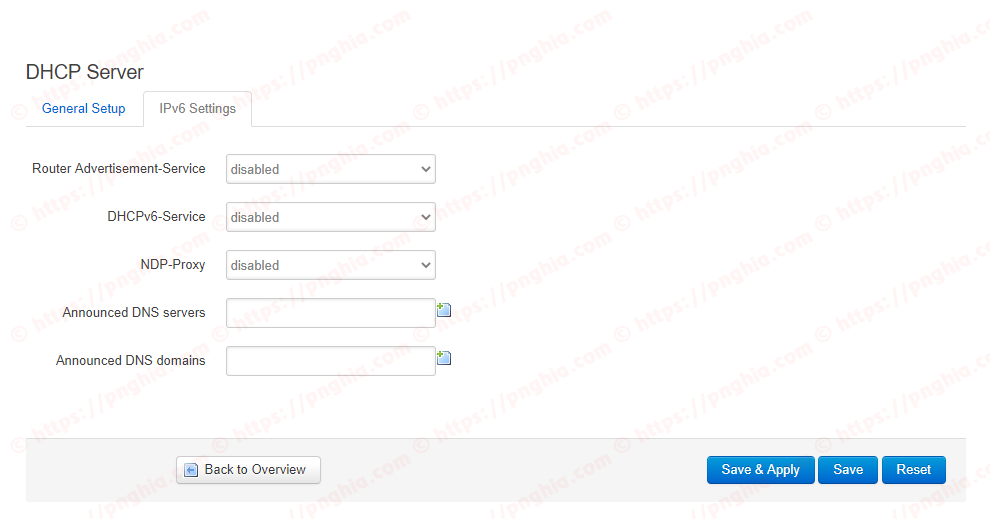 DHCP Server
General Setup
IPv6 Settings
Router Advertisement-Service
disabled
DHCPv6-Service
disabled
NDP-Proxy
disabled
Announced DNS servers
Announced DNS domains
Back to Overview
Save & Apply
Save
Reset
© https://pnghia.com